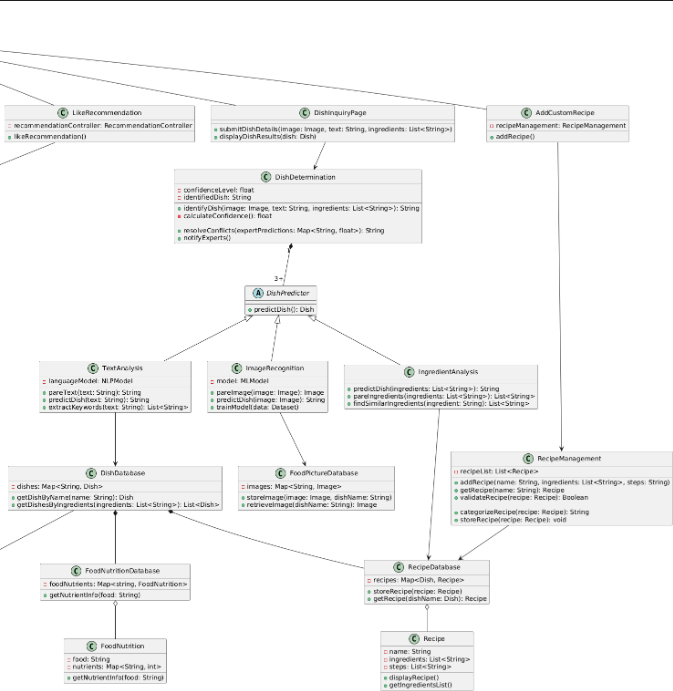 C LikeRecommendation
recommendationController: RecommendationController
likeRecommendation()
C DishInquiryPage
submitDishDetails(image: Image, text: String, ingredients: List<String>)
displayDishResults(dish: Dish)
C AddCustomRecipe
recipeManagement: RecipeManagement
addRecipe()
C DishDetermination
confidenceLevel: float
identifiedDish: String
identifyDish(image: Image, text: String, ingredients: List<String>): String
calculateConfidence(): float
resolveConflicts(expertPredictions: Map<String, float>): String
notifyExperts()
1
3+
A DishPredictor
predictDish(): Dish
C TextAnalysis
languageModel: NLPModel
pareText(text: String): String
predictDish(text: String): String
extractKeywords(text: String): List<String>
C ImageRecognition
model: MLModel
pareImage(image: Image): Image
predictDish(image: Image): String
trainModel(data: Dataset)
C IngredientAnalysis
predictDish(ingredients: List<String>): String
pareIngredients(ingredients: List<String>): List<String>
findSimilarIngredients(ingredient: String): List<String>
C RecipeManagement
recipeList: List<Recipe>
addRecipe(name: String, ingredients: List<String>, steps: String)
getRecipe(name: String): Recipe
validateRecipe(recipe: Recipe): Boolean
categorizeRecipe(recipe: Recipe): String
storeRecipe(recipe: Recipe): void
C DishDatabase
dishes: Map<String, Dish>
getDishByName(name: String): Dish
getDishesByIngredients(ingredients: List<String>): List<Dish>
C FoodPictureDatabase
images: Map<String, Image>
storeImage(image: Image, dishName: String)
retrieveImage(dishName: String): Image
C FoodNutritionDatabase
foodNutrients: Map<string, FoodNutrition>
getNutrientInfo(food: String)
C RecipeDatabase
recipes: Map<Dish, Recipe>
storeRecipe(recipe: Recipe)
getRecipe(dishName: Dish): Recipe
C FoodNutrition
food: String
nutrients: Map<String, Int>
getNutrientInfo(food: String)
C Recipe
name: String
ingredients: List<String>
steps: List<String>
displayRecipe()
getIngredientsList()